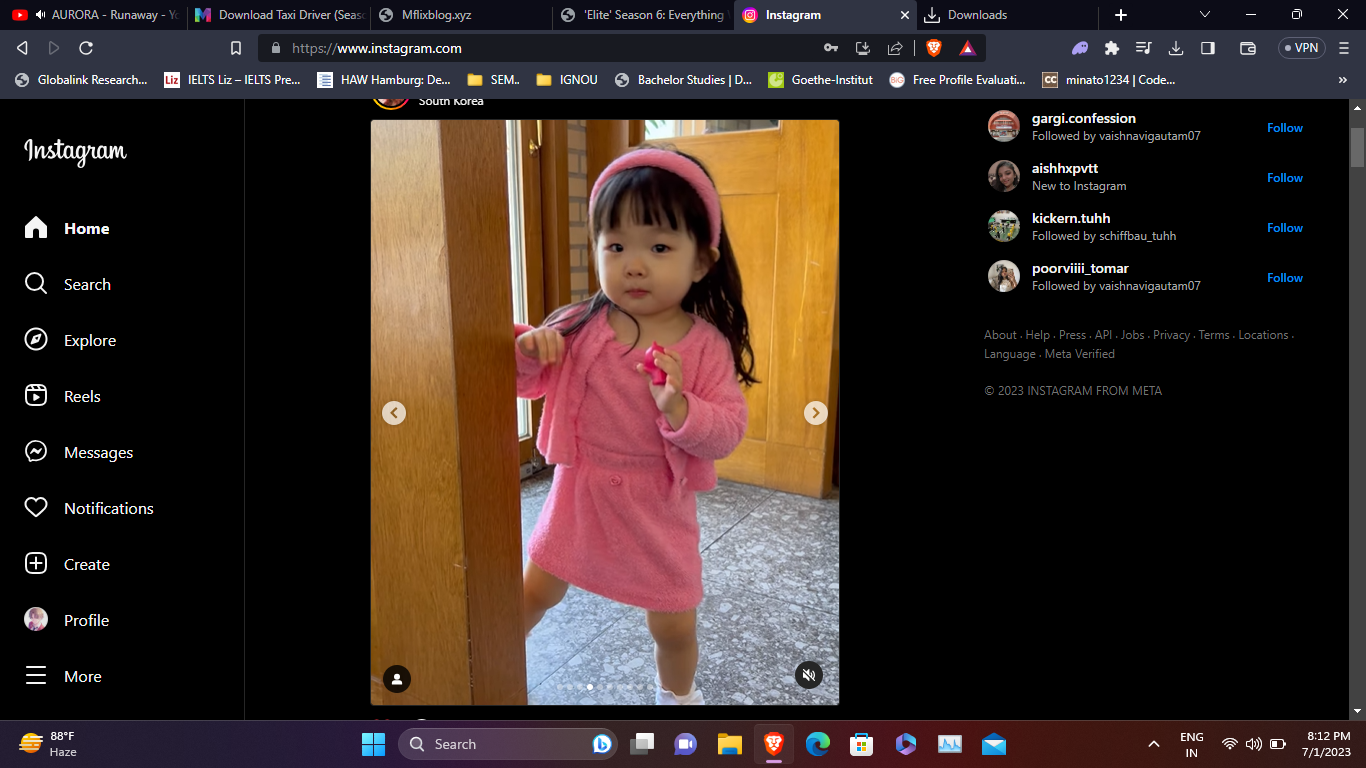 AURORA - Runaway - Yo
Download Taxi Driver (Seaso
Mflixblog.xyz
'Elite' Season 6: Everything
Instagram
Downloads
https://www.instagram.com
VPN
Globalink Research...
Liz
IELTS Liz – IELTS Pre...
HAW Hamburg: De...
SEM..
IGNOU
Bachelor Studies | D...
Goethe-Institut
BIG
Free Profile Evaluati...
CC
minato1234 | Code...
Instagram
Home
Search
Explore
Reels
Messages
Notifications
Create
Profile
More
South Korea
gargi.confession
Followed by vaishnavigautam07
Follow
aishhxpvtt
New to Instagram
Follow
kickern.tuhh
Followed by schiffbau_tuhh
Follow
poorviiii_tomar
Followed by vaishnavigautam07
Follow
About · Help · Press · API · Jobs · Privacy · Terms · Locations ·
Language · Meta Verified
© 2023 INSTAGRAM FROM META
88°F
Haze
Search
ENG
IN
8:12 PM
7/1/2023